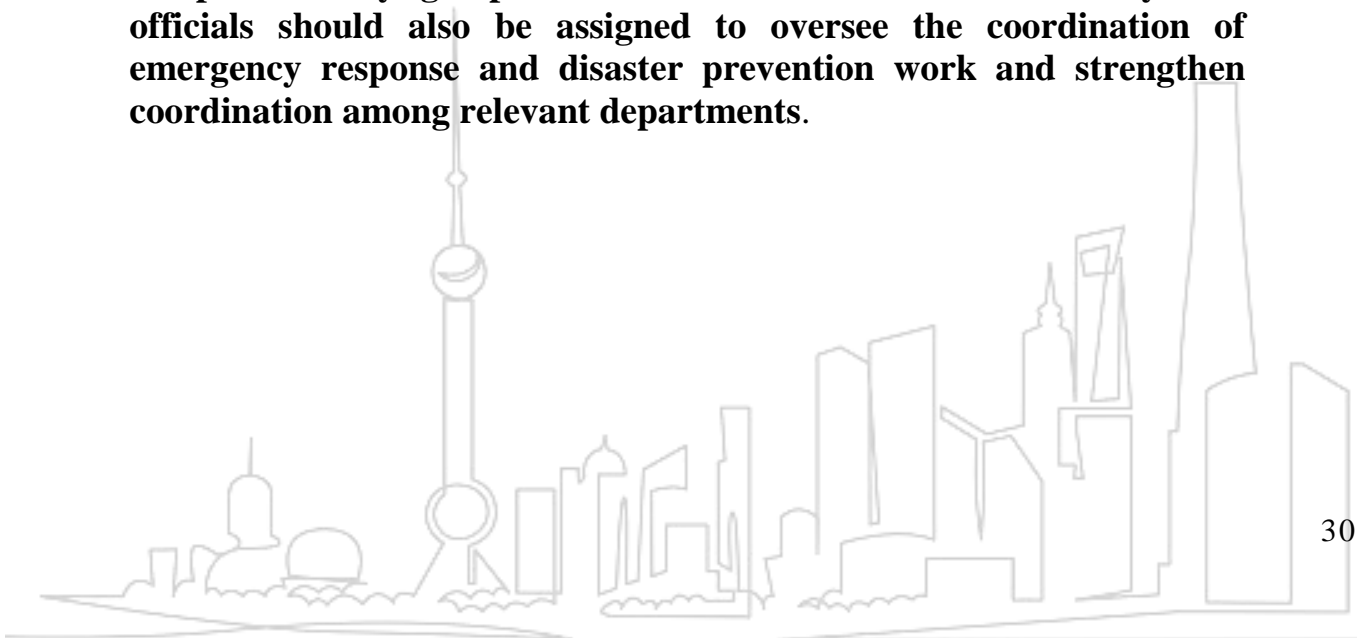 officials should also be assigned to oversee the coordination of
emergency response and disaster prevention work and strengthen
coordination among relevant departments.
30